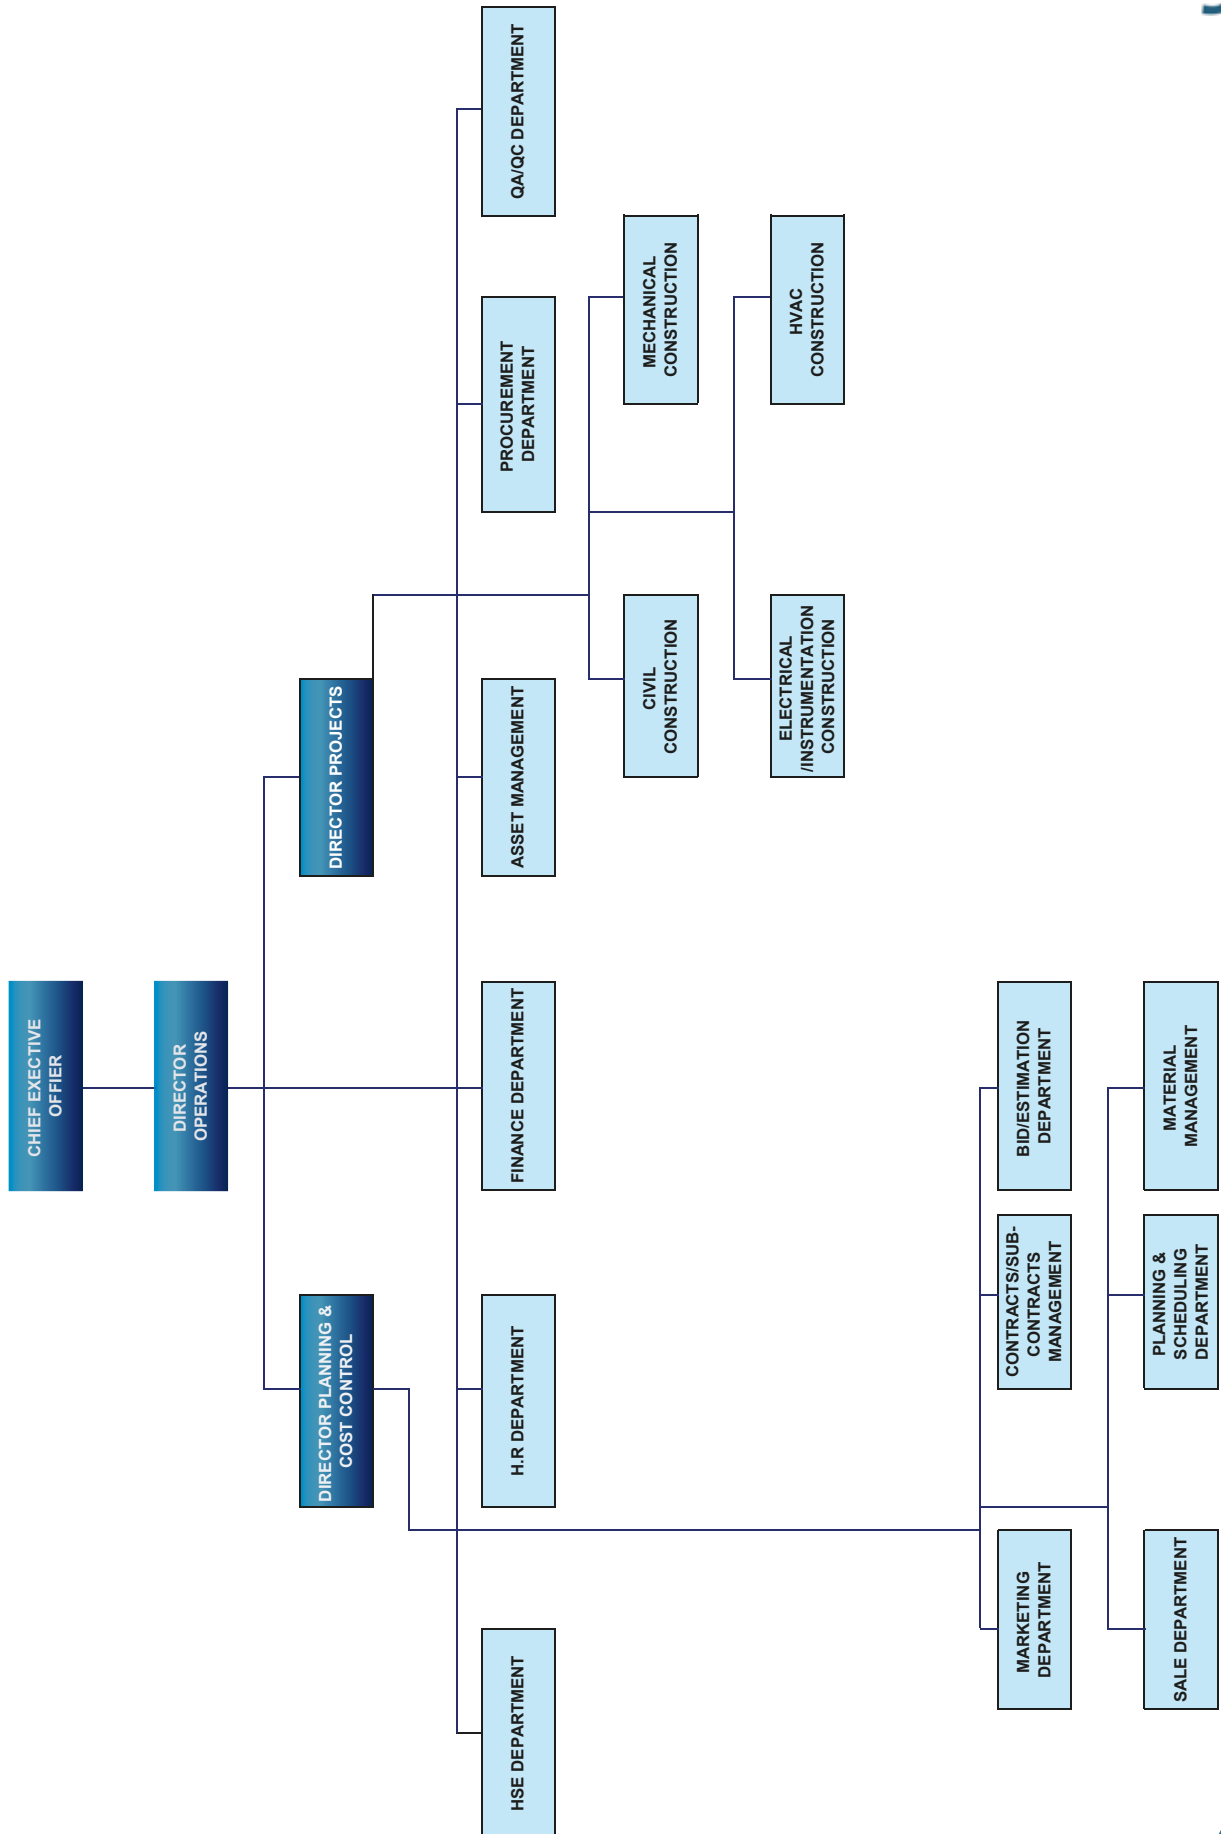 CHIEF EXECTIVE
OFFIER
DIRECTOR
OPERATIONS
DIRECTOR PLANNING &
COST CONTROL
DIRECTOR PROJECTS
HSE DEPARTMENT
H.R DEPARTMENT
FINANCE DEPARTMENT
ASSET MANAGEMENT
PROCUREMENT
DEPARTMENT
QA/QC DEPARTMENT
CIVIL
CONSTRUCTION
MECHANICAL
CONSTRUCTION
ELECTRICAL
/INSTRUMENTATION
CONSTRUCTION
HVAC
CONSTRUCTION
MARKETING
DEPARTMENT
CONTRACTS/SUB-
CONTRACTS
MANAGEMENT
BID/ESTIMATION
DEPARTMENT
SALE DEPARTMENT
PLANNING &
SCHEDULING
DEPARTMENT
MATERIAL
MANAGEMENT